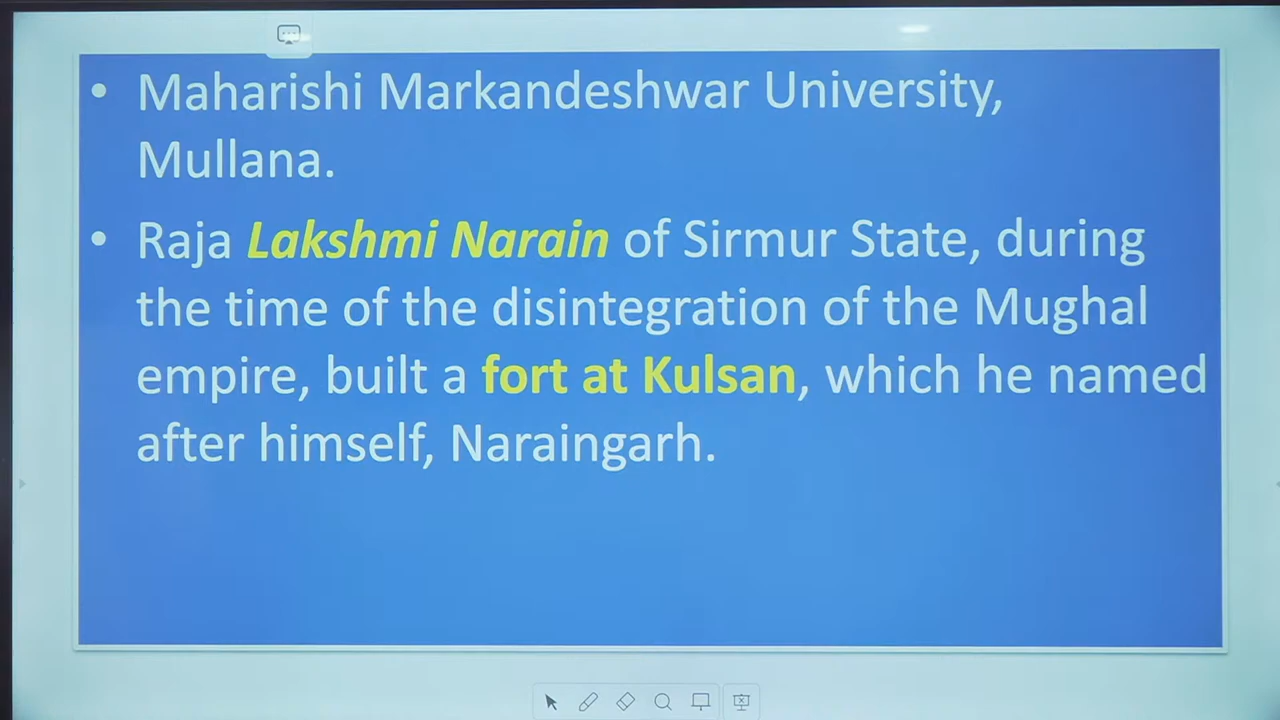 • Maharishi Markandeshwar University,
Mullana.
• Raja Lakshmi Narain of Sirmur State, during
the time of the disintegration of the Mughal
empire, built a fort at Kulsan, which he named
after himself, Naraingarh.